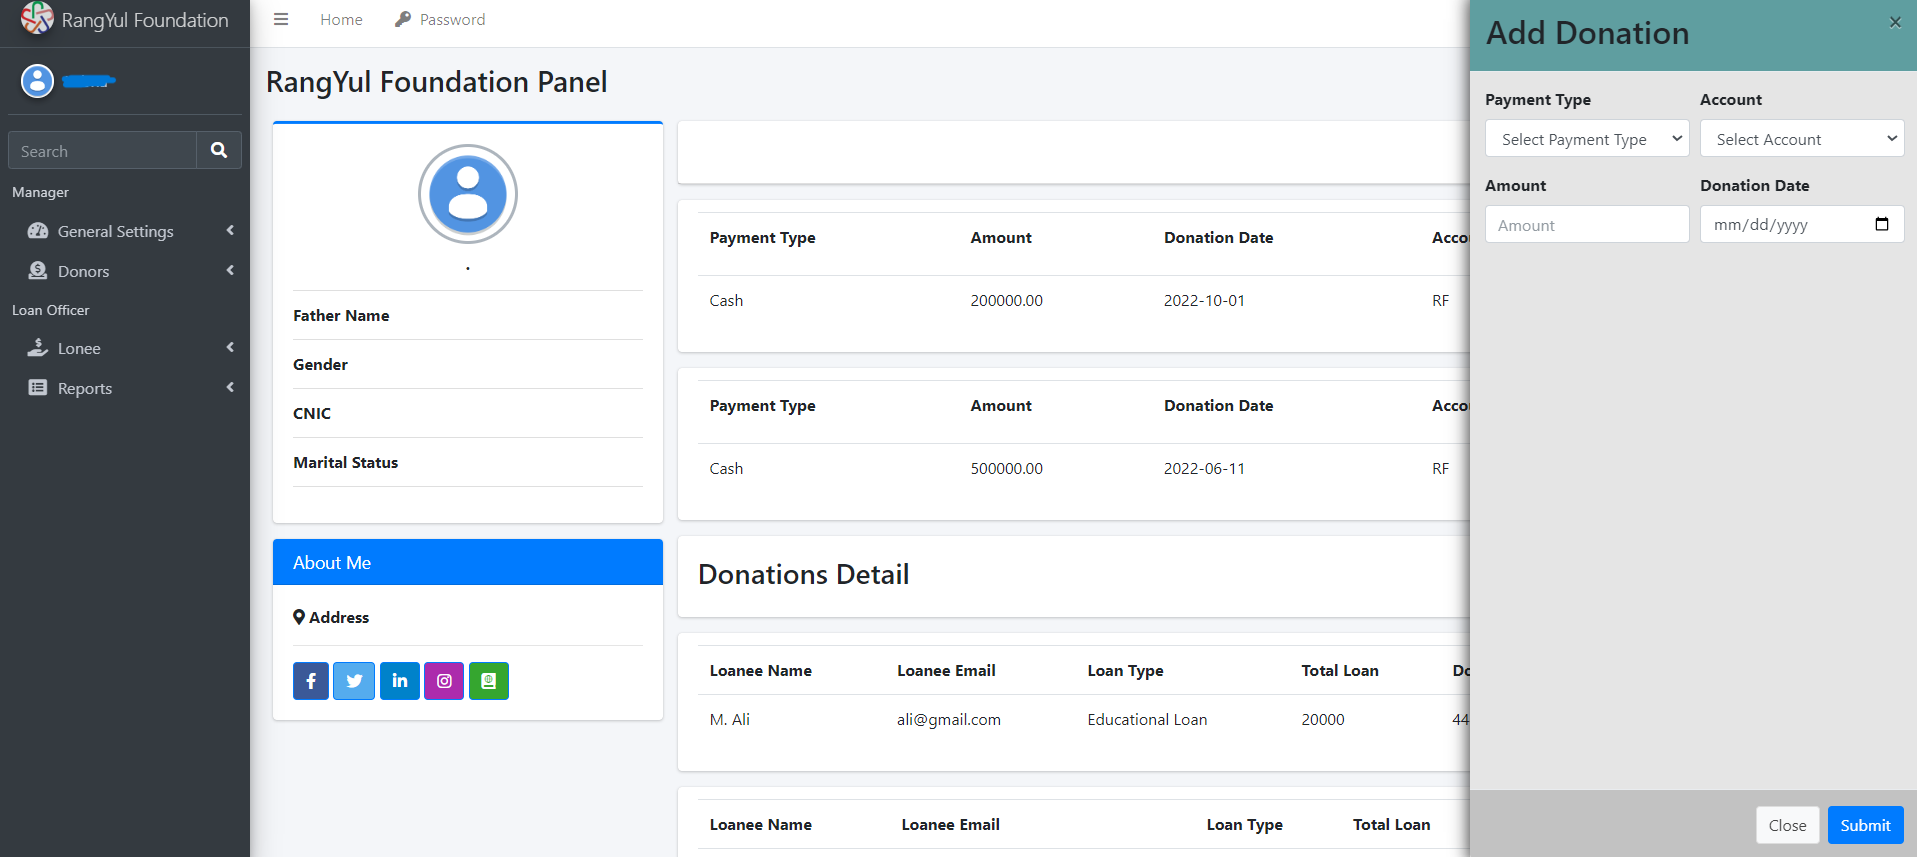 RangYul Foundation
Search
Manager
General Settings
Donors
Loan Officer
Lonee
Reports
Home
Password
RangYul Foundation Panel
.
Father Name
Gender
CNIC
Marital Status
About Me
Address
Payment Type Amount Donation Date Acco
Cash 200000.00 2022-10-01 RF
Payment Type Amount Donation Date Acco
Cash 500000.00 2022-06-11 RF
Donations Detail
Loanee Name Loanee Email Loan Type Total Loan Do
M. Ali ali@gmail.com Educational Loan 20000 44
Loanee Name Loanee Email Loan Type Total Loan
Add Donation
×
Payment Type Account
Select Payment Type Select Account
Amount Donation Date
Amount mm/dd/yyyy
Close Submit